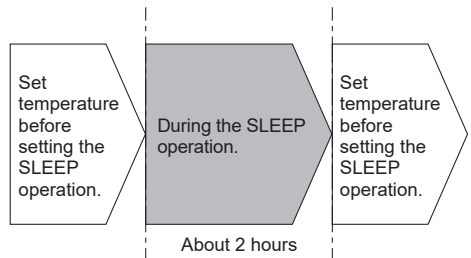 Set
temperature
before
setting the
SLEEP
operation.
During the SLEEP
operation.
Set
temperature
before
setting the
SLEEP
operation.
About 2 hours